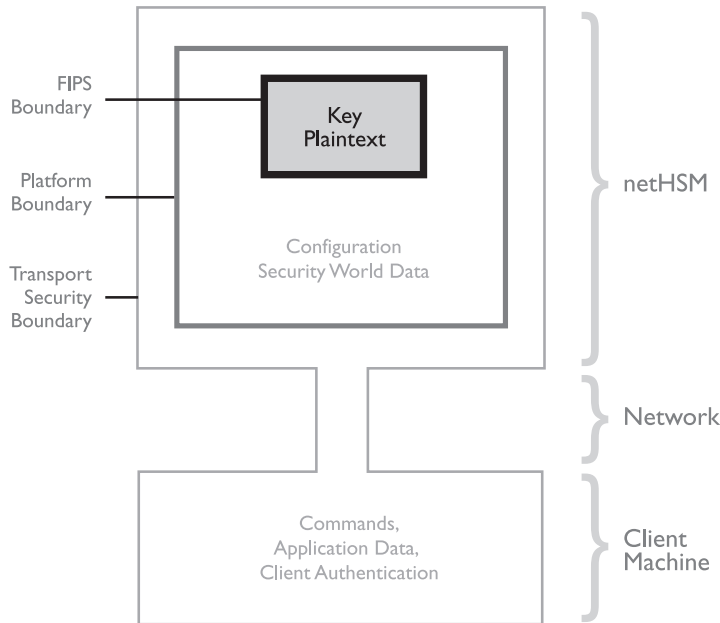 FIPS
Boundary
Key
Plaintext
Platform
Boundary
netHSM
Configuration
Security World Data
Transport
Security
Boundary
Network
Commands,
Application Data,
Client Authentication
Client
Machine